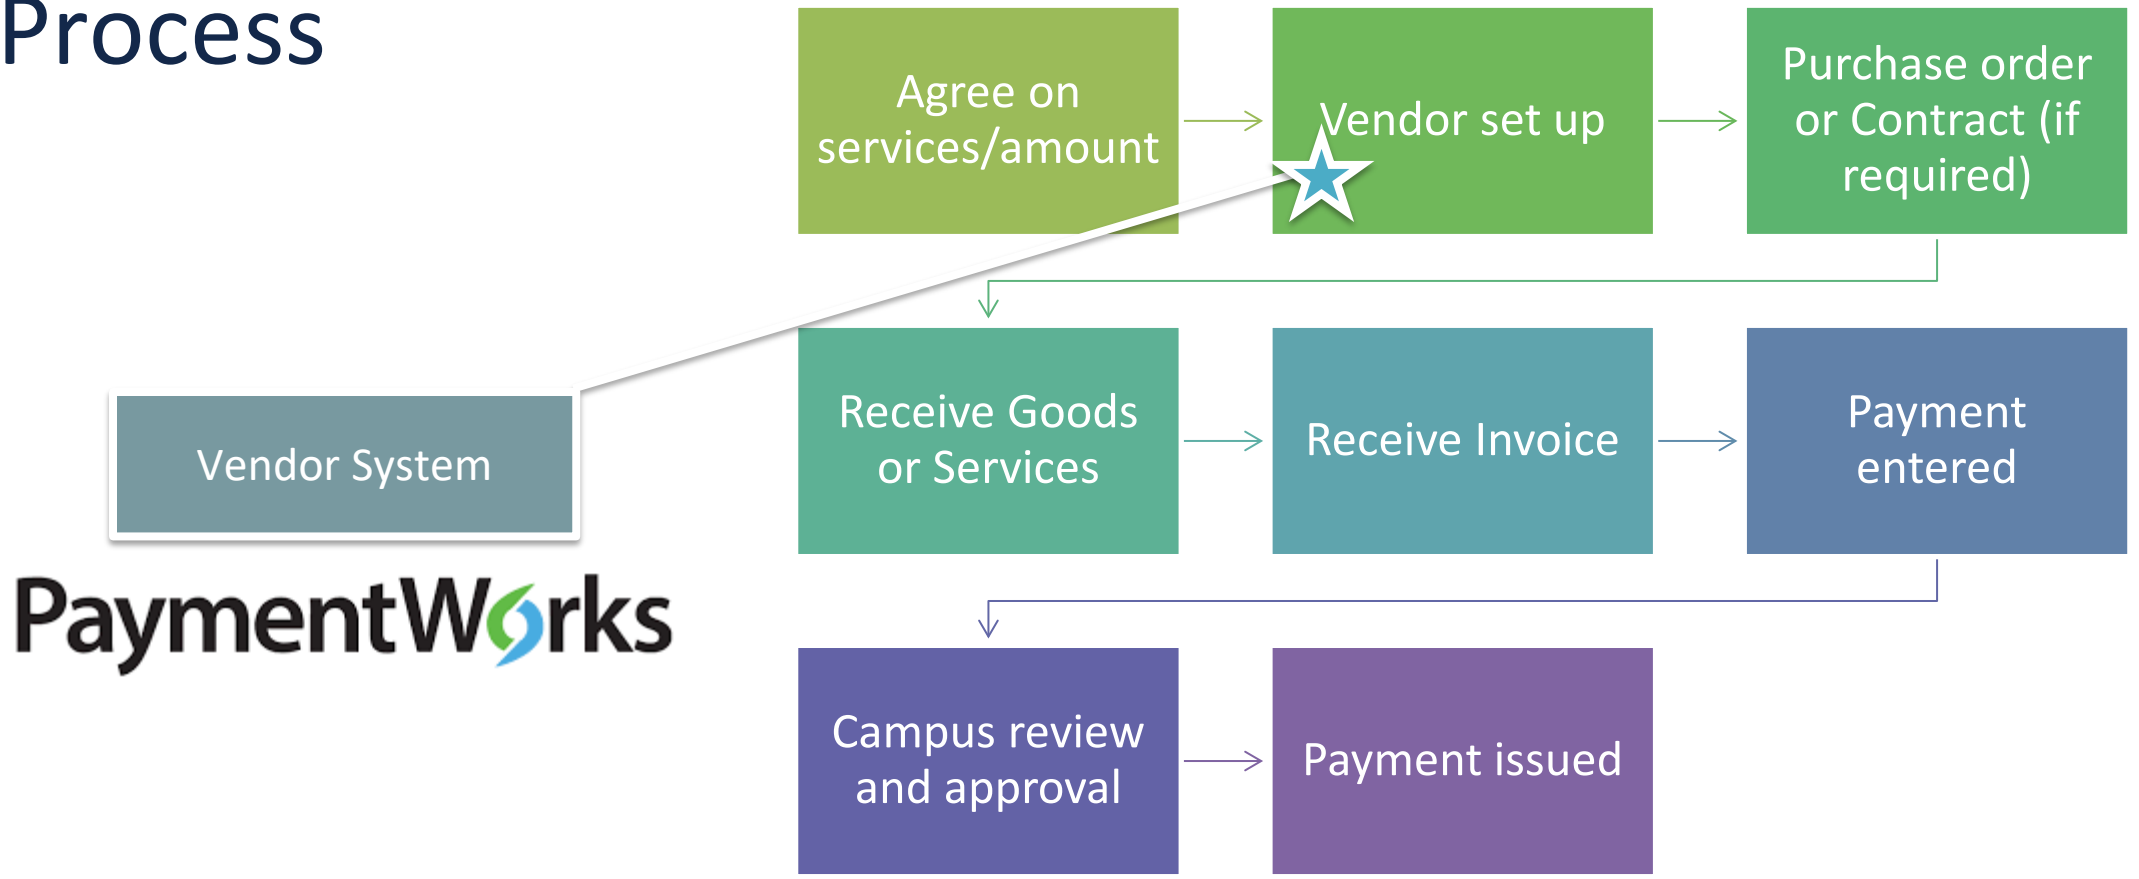 Process
Agree on
services/amount
Vendor set up
Purchase order
or Contract (if
required)
Receive Goods
or Services
Receive Invoice
Payment
entered
Vendor System
PaymentWorks
Campus review
and approval
Payment issued